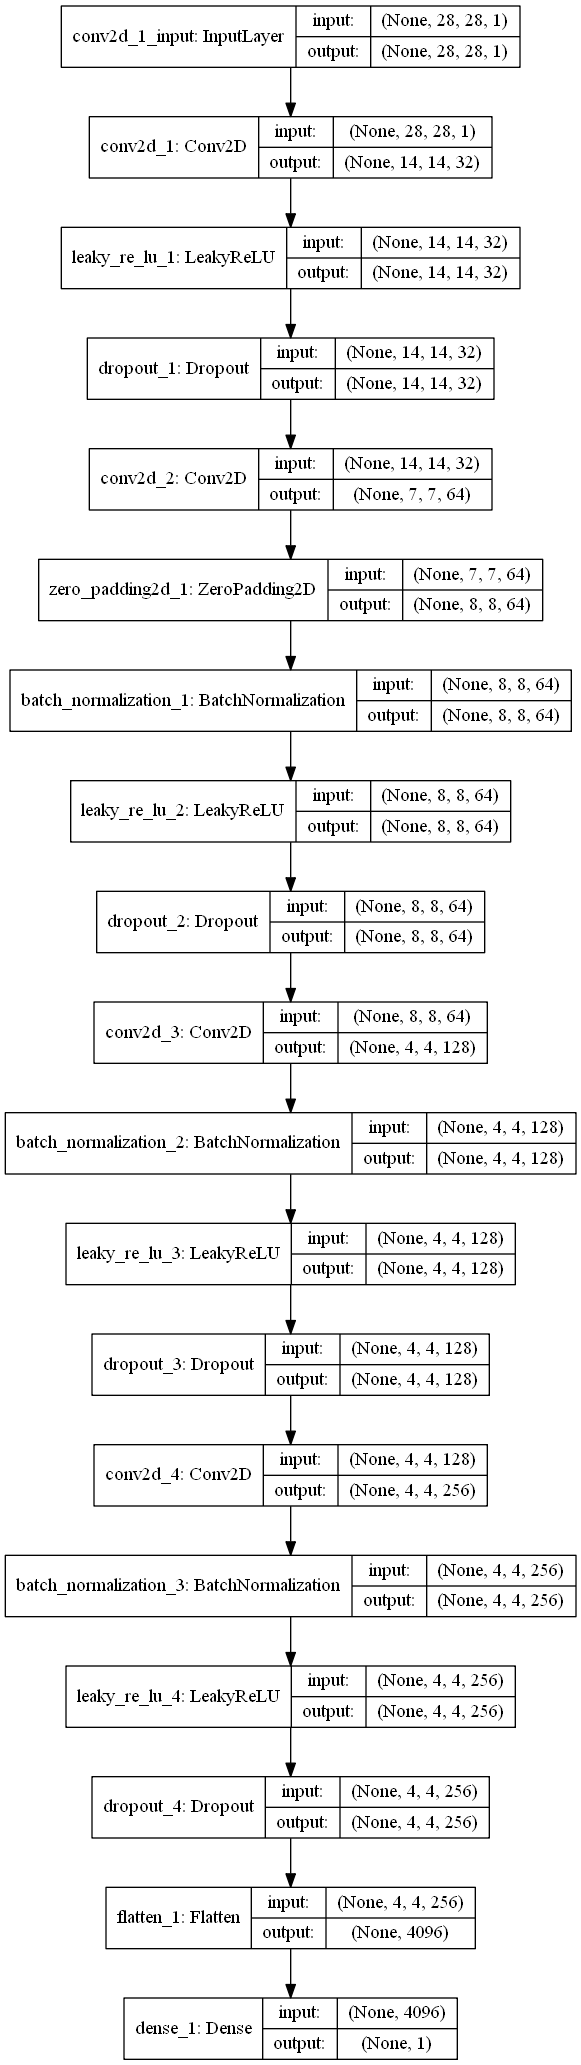 conv2d_1_input: InputLayer
input: (None, 28, 28, 1)
output: (None, 28, 28, 1)
conv2d_1: Conv2D
input: (None, 28, 28, 1)
output: (None, 14, 14, 32)
leaky_re_lu_1: LeakyReLU
input: (None, 14, 14, 32)
output: (None, 14, 14, 32)
dropout_1: Dropout
input: (None, 14, 14, 32)
output: (None, 14, 14, 32)
conv2d_2: Conv2D
input: (None, 14, 14, 32)
output: (None, 7, 7, 64)
zero_padding2d_1: ZeroPadding2D
input: (None, 7, 7, 64)
output: (None, 8, 8, 64)
batch_normalization_1: BatchNormalization
input: (None, 8, 8, 64)
output: (None, 8, 8, 64)
leaky_re_lu_2: LeakyReLU
input: (None, 8, 8, 64)
output: (None, 8, 8, 64)
dropout_2: Dropout
input: (None, 8, 8, 64)
output: (None, 8, 8, 64)
conv2d_3: Conv2D
input: (None, 8, 8, 64)
output: (None, 4, 4, 128)
batch_normalization_2: BatchNormalization
input: (None, 4, 4, 128)
output: (None, 4, 4, 128)
leaky_re_lu_3: LeakyReLU
input: (None, 4, 4, 128)
output: (None, 4, 4, 128)
dropout_3: Dropout
input: (None, 4, 4, 128)
output: (None, 4, 4, 128)
conv2d_4: Conv2D
input: (None, 4, 4, 128)
output: (None, 4, 4, 256)
batch_normalization_3: BatchNormalization
input: (None, 4, 4, 256)
output: (None, 4, 4, 256)
leaky_re_lu_4: LeakyReLU
input: (None, 4, 4, 256)
output: (None, 4, 4, 256)
dropout_4: Dropout
input: (None, 4, 4, 256)
output: (None, 4, 4, 256)
flatten_1: Flatten
input: (None, 4, 4, 256)
output: (None, 4096)
dense_1: Dense
input: (None, 4096)
output: (None, 1)